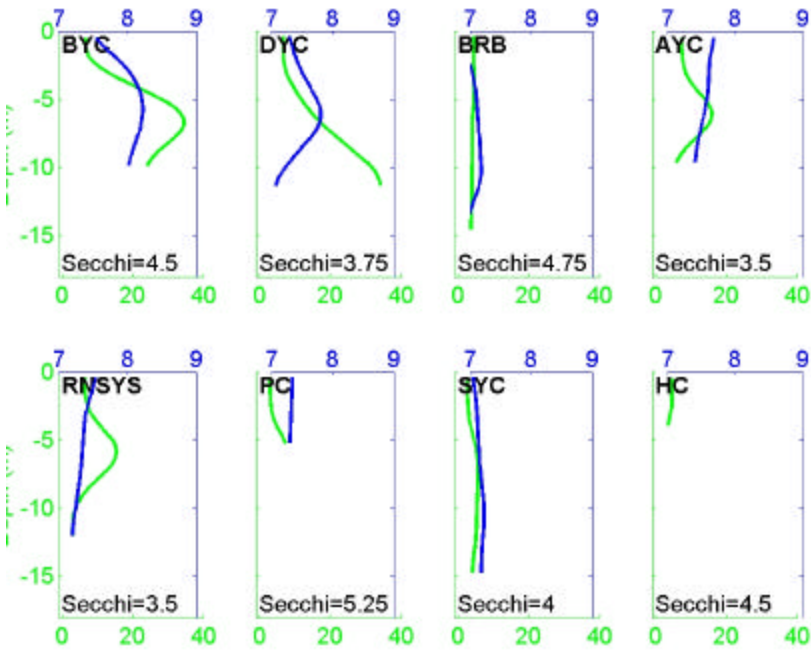 7 8 9 7 8 9 7 8 9 7 8 9
0 BYC DYC BRB AYC
-5
-10
-15
Secchi=4.5 Secchi=3.75 Secchi=4.75 Secchi=3.5
0 20 40 0 20 40 0 20 40 0 20 40
7 8 9 7 8 9 7 8 9 7 8 9
0 RNSYS PC SYC HC
-5
-10
-15
Secchi=3.5 Secchi=5.25 Secchi=4 Secchi=4.5
0 20 40 0 20 40 0 20 40 0 20 40